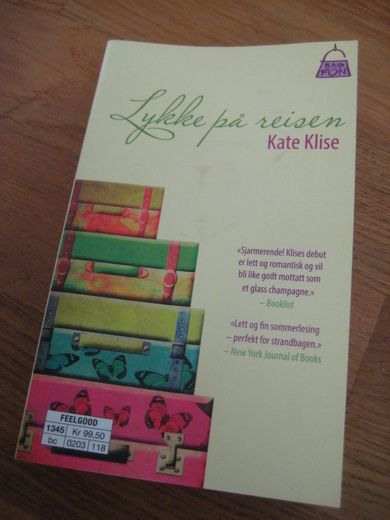 BAG
FUN
Lykke på reisen
Kate Klise
«Sjarmerende! Klises debut
er lett og romantisk og vil
bli like godt mottatt som
et glass champagne.»
– Booklist
«Lett og fin sommerlesing
– perfekt for strandbagen.»
– New York Journal of Books
FEELGOOD
1345 Kr 99,50
bc 0203 118